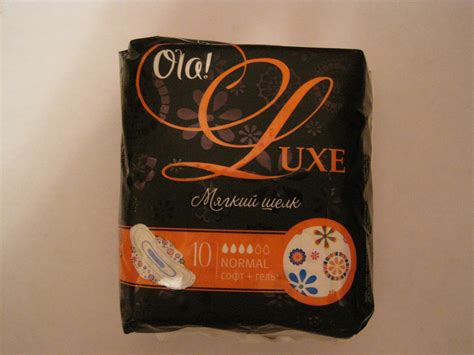 Ola!
LUXE
Мягкий шелк
10
NORMAL
софт + гель